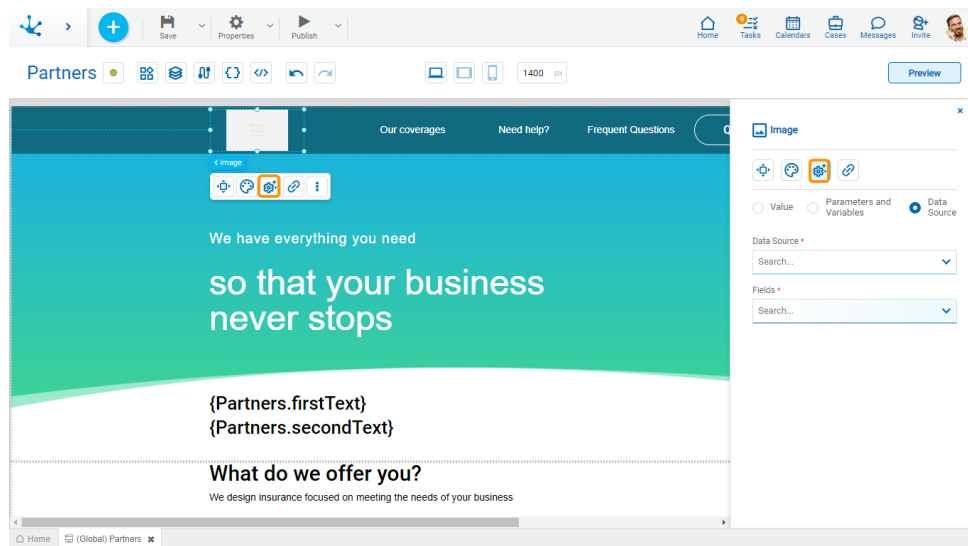 Save
Properties
Publish
Home
9
Tasks
Calendars
Cases
Messages
Invite
Partners
1400 px
Preview
Our coverages
Need help?
Frequent Questions
Image
We have everything you need
so that your business
never stops
{Partners.firstText}
{Partners.secondText}
What do we offer you?
We design insurance focused on meeting the needs of your business
Image
Value
Parameters and
Variables
Data
Source
Data Source *
Search...
Fields *
Search...
Home
(Global) Partners